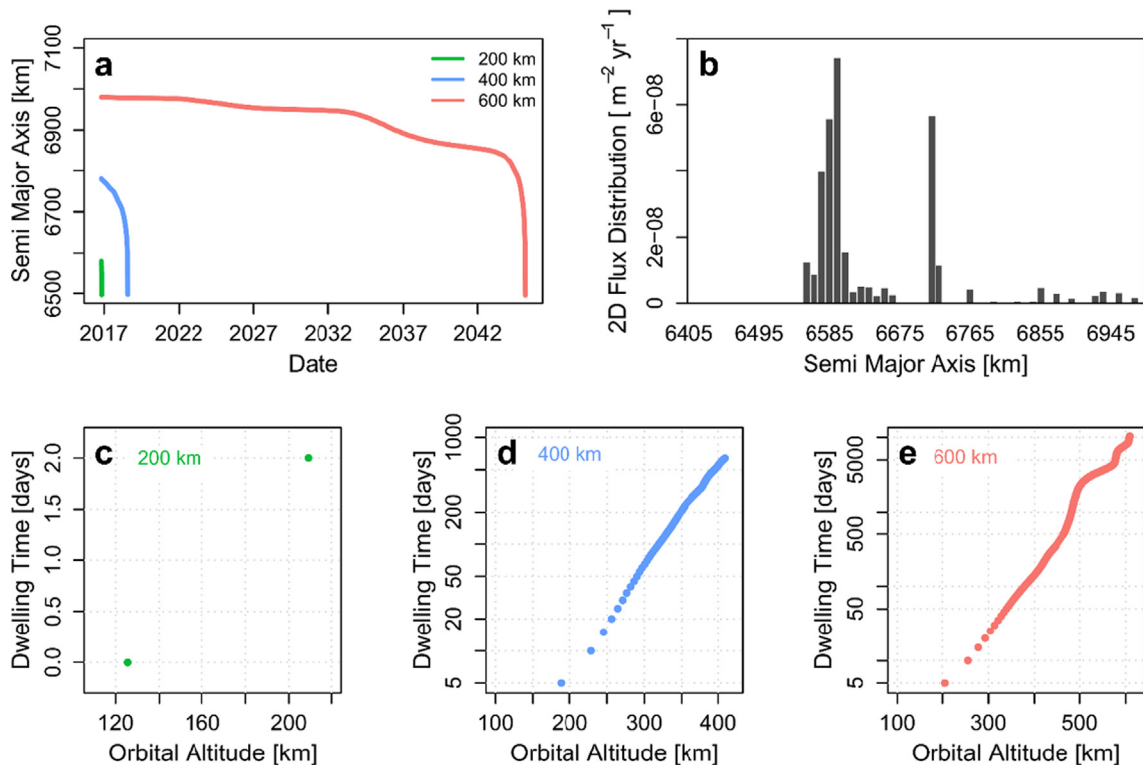 a
200 km
400 km
600 km
Semi Major Axis [km]
7100
6900
6700
6500
2017 2022 2027 2032 2037 2042
Date
b
2D Flux Distribution [ m−2 yr−1 ]
6e−08
2e−08
0
6405 6495 6585 6675 6765 6855 6945
Semi Major Axis [km]
c
200 km
Dwelling Time [days]
2.0
1.5
1.0
0.5
0.0
120 160 200
Orbital Altitude [km]
d
400 km
Dwelling Time [days]
1000
200
50
20
5
100 200 300 400
Orbital Altitude [km]
e
600 km
Dwelling Time [days]
5000
500
50
5
100 300 500
Orbital Altitude [km]